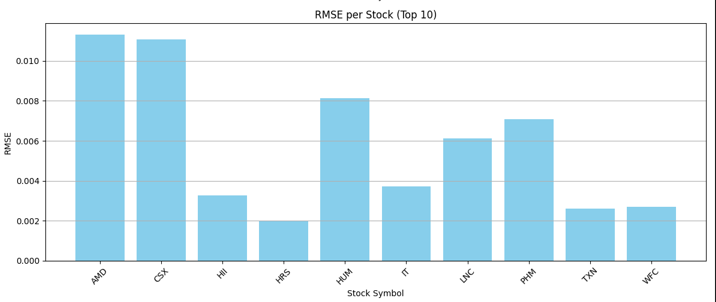 RMSE per Stock (Top 10)
0.010
0.008
0.006
0.004
0.002
0.000
RMSE
AMD
CSX
HII
HRS
HUM
IT
LNC
PHM
TXN
WFC
Stock Symbol